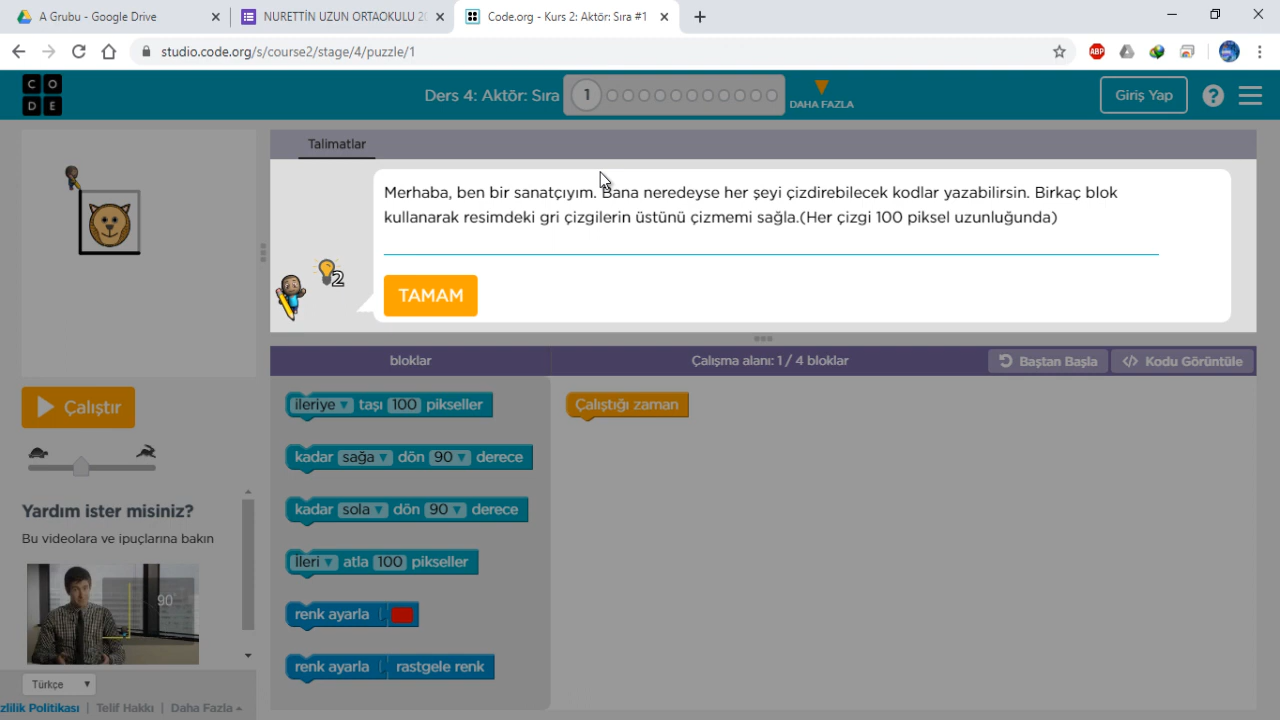 A Grubu - Google Drive
NURETTİN UZUN ORTAOKULU 20
Code.org - Kurs 2: Aktör: Sıra #1
studio.code.org/s/course2/stage/4/puzzle/1
ABP
C O
D E
Ders 4: Aktör: Sıra
1
DAHA FAZLA
Giriş Yap
?
Talimatlar
Merhaba, ben bir sanatçıyım. Bana neredeyse her şeyi çizdirebilecek kodlar yazabilirsin. Birkaç blok
kullanarak resimdeki gri çizgilerin üstünü çizmemi sağla.(Her çizgi 100 piksel uzunluğunda)
2
TAMAM
bloklar
Çalışma alanı: 1 / 4 bloklar
Baştan Başla
</> Kodu Görüntüle
Çalıştır
ileriye taşı 100 pikseller
kadar sağa dön 90 derece
kadar sola dön 90 derece
İleri atla 100 pikseller
renk ayarla
renk ayarla rastgele renk
Çalıştığı zaman
Yardım ister misiniz?
Bu videolara ve ipuçlarına bakın
90
Türkçe
zlilik Politikası | Telif Hakkı | Daha Fazla